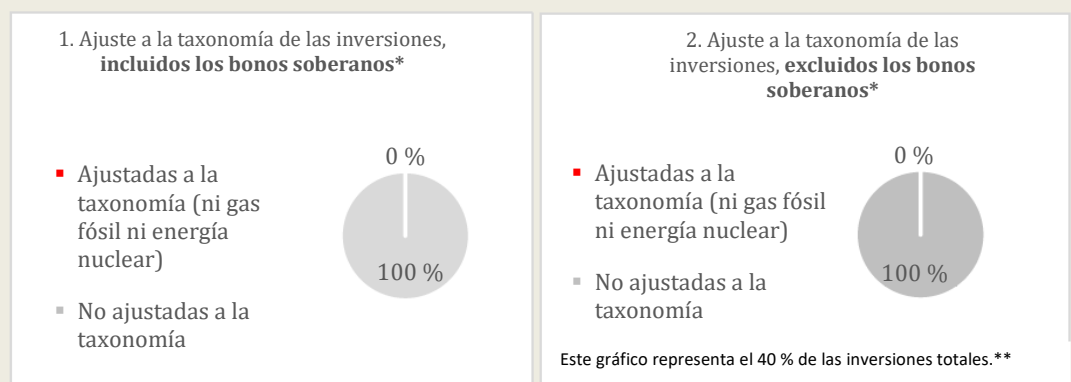 1. Ajuste a la taxonomía de las inversiones,
incluidos los bonos soberanos*
Ajustadas a la
taxonomía (ni gas
fósil ni energía
nuclear)
No ajustadas a la
taxonomía
0 %
100 %
2. Ajuste a la taxonomía de las
inversiones, excluidos los bonos
soberanos*
Ajustadas a la
taxonomía (ni gas fósil
ni energía nuclear)
No ajustadas a la
taxonomía
0 %
100 %
Este gráfico representa el 40 % de las inversiones totales.**